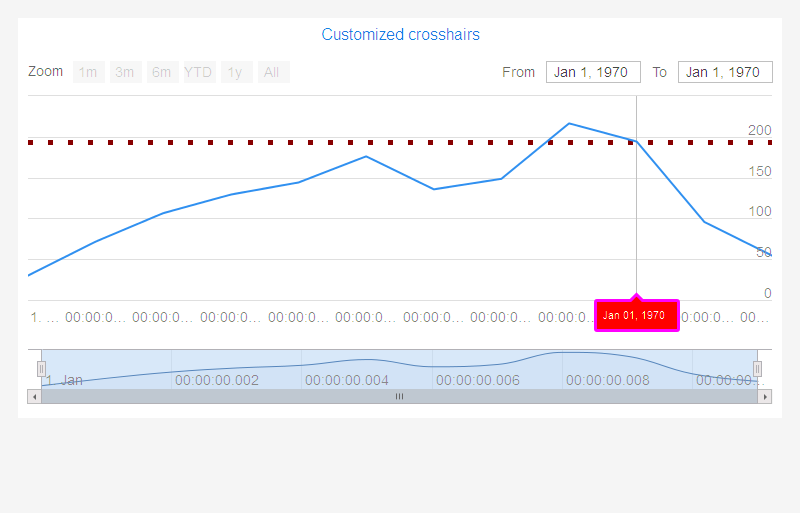 Customized crosshairs
Zoom 1m 3m 6m YTD 1y All From Jan 1, 1970 To Jan 1, 1970
200
150
100
50
0
1. … 00:00:0… 00:00:0… 00:00:0… 00:00:0… 00:00:0… 00:00:0… 00:00:0… 00:00:0… 0:00:0… 00…
Jan 01, 1970
1. Jan 00:00:00.002 00:00:00.004 00:00:00.006 00:00:00.008 00:00:00.0…